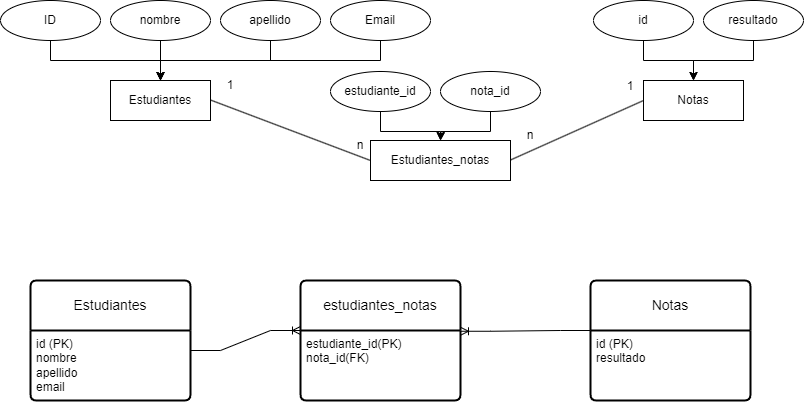 ID
nombre
apellido
Email
id
resultado
Estudiantes
1
estudiante_id
nota_id
1
Notas
n
n
Estudiantes_notas
Estudiantes
id (PK)
nombre
apellido
email
estudiantes_notas
estudiante_id(PK)
nota_id(FK)
Notas
id (PK)
resultado